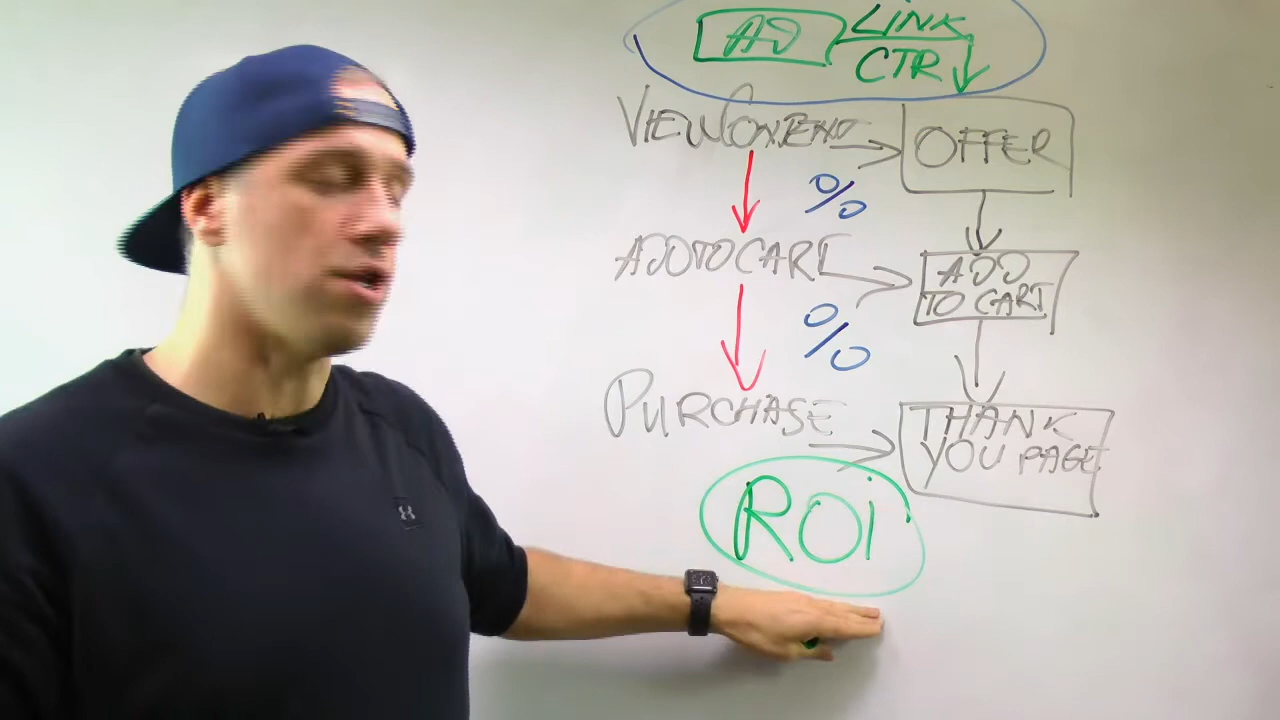 AD LINK
CTR
VIEWCONTENT OFFER
%
ADDTOCART ADD
TO CART
%
PURCHASE THANK
YOU PAGE
ROI